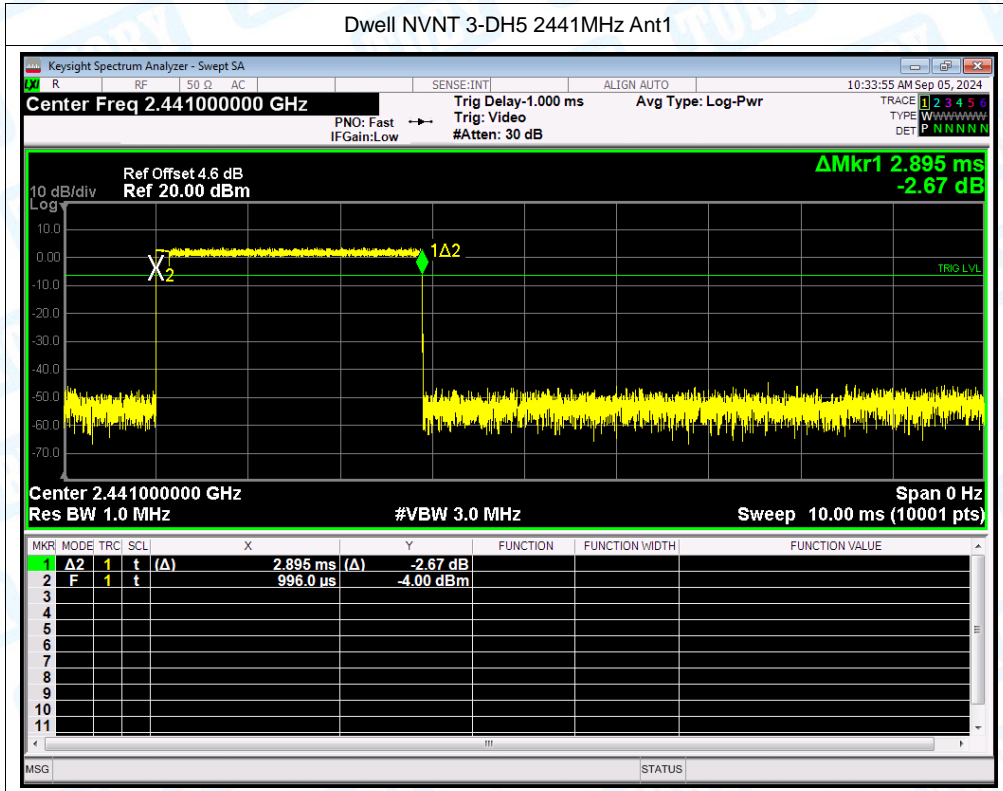 Dwell NVNT 3-DH5 2441MHz Ant1
Keysight Spectrum Analyzer - Swept SA
LXI R RF 50 Ω AC SENSE:INT ALIGN AUTO 10:33:55 AM Sep 05, 2024
Center Freq 2.441000000 GHz Trig Delay-1.000 ms Avg Type: Log-Pwr TRACE 1 2 3 4 5 6
PNO: Fast Trig: Video TYPE WWWWWW
IFGain:Low #Atten: 30 dB DET P N N N N N
ΔMkr1 2.895 ms
-2.67 dB
Ref Offset 4.6 dB
10 dB/div Ref 20.00 dBm
Log
10.0
0.00
-10.0
-20.0
-30.0
-40.0
-50.0
-60.0
-70.0
1Δ2
2
TRIG LVL
Center 2.441000000 GHz Span 0 Hz
Res BW 1.0 MHz #VBW 3.0 MHz Sweep 10.00 ms (10001 pts)
MKR MODE TRC SCL X Y FUNCTION FUNCTION WIDTH FUNCTION VALUE
1 Δ2 1 t (Δ) 2.895 ms (Δ) -2.67 dB
2 F 1 t 996.0 µs -4.00 dBm
3
4
5
6
7
8
9
10
11
MSG STATUS